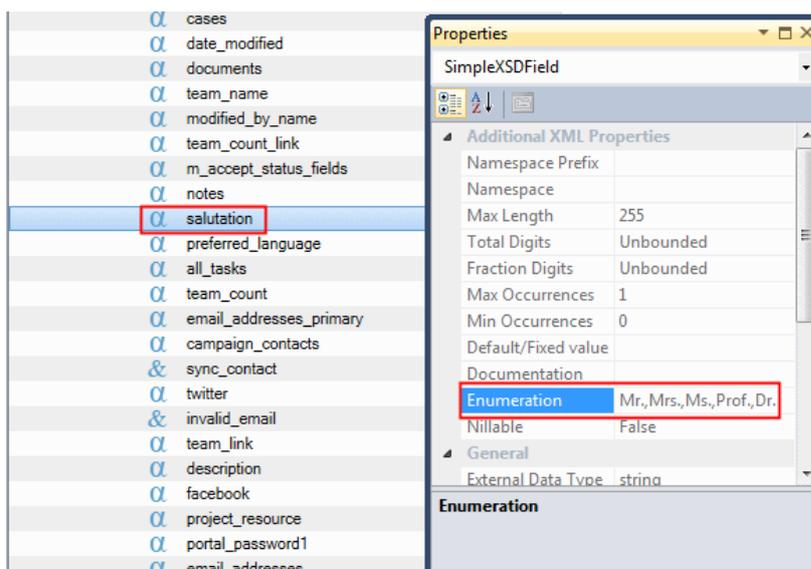 cases
date_modified
documents
team_name
modified_by_name
team_count_link
m_accept_status_fields
notes
salutation
preferred_language
all_tasks
team_count
email_addresses_primary
campaign_contacts
sync_contact
twitter
invalid_email
team_link
description
facebook
project_resource
portal_password1
email_addresses
Properties
SimpleXSDField
Additional XML Properties
Namespace Prefix
Namespace
Max Length 255
Total Digits Unbounded
Fraction Digits Unbounded
Max Occurrences 1
Min Occurrences 0
Default/Fixed value
Documentation
Enumeration Mr.,Mrs.,Ms.,Prof.,Dr.
Nillable False
General
External Data Type string
Enumeration